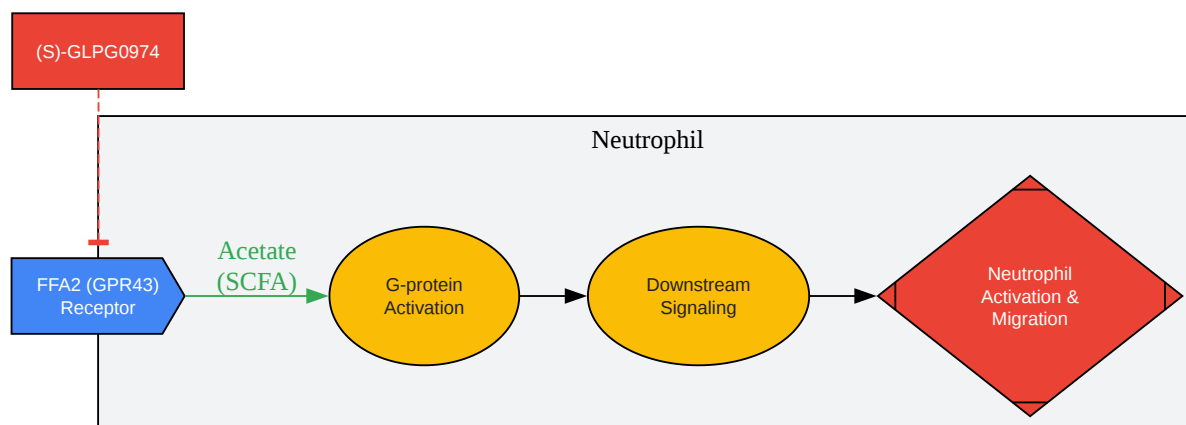 (S)-GLPG0974
Neutrophil
FFA2 (GPR43)
Receptor
Acetate
(SCFA)
G-protein
Activation
Downstream
Signaling
Neutrophil
Activation &
Migration